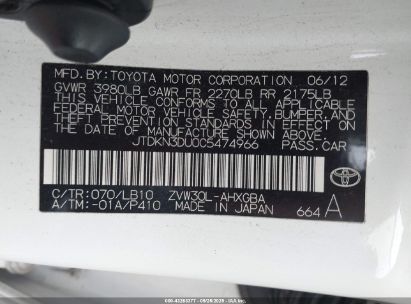 MFD. BY: TOYOTA MOTOR CORPORATION 06/12
GVWR 3980LB GAWR FR 2270LB RR 2175LB
THIS VEHICLE CONFORMS TO ALL APPLICABLE
FEDERAL MOTOR VEHICLE SAFETY, BUMPER, AND
THEFT PREVENTION STANDARDS IN EFFECT ON
THE DATE OF MANUFACTURE SHOWN ABOVE.
JTDKN3DU0C5474966 PASS. CAR
C/TR: 070/LB10 ZVW30L-AHXGBA
A/TM: -01A/P410 MADE IN JAPAN 664 A
TOYOTA